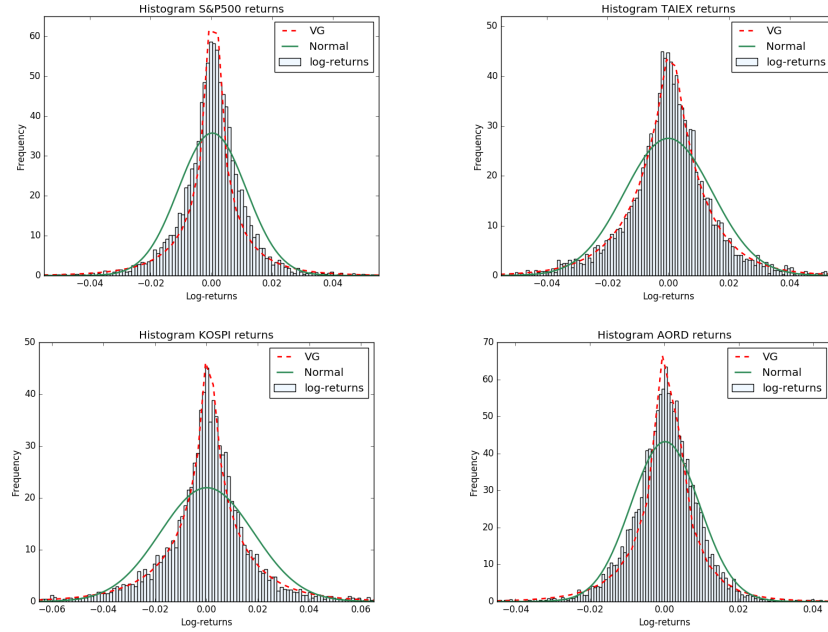 Histogram S&P500 returns
VG
Normal
log-returns
Frequency
60
50
40
30
20
10
0
−0.04 −0.02 0.00 0.02 0.04
Log-returns
Histogram TAIEX returns
VG
Normal
log-returns
Frequency
50
40
30
20
10
0
−0.04 −0.02 0.00 0.02 0.04
Log-returns
Histogram KOSPI returns
VG
Normal
log-returns
Frequency
50
40
30
20
10
0
−0.06 −0.04 −0.02 0.00 0.02 0.04 0.06
Log-returns
Histogram AORD returns
VG
Normal
log-returns
Frequency
70
60
50
40
30
20
10
0
−0.04 −0.02 0.00 0.02 0.04
Log-returns